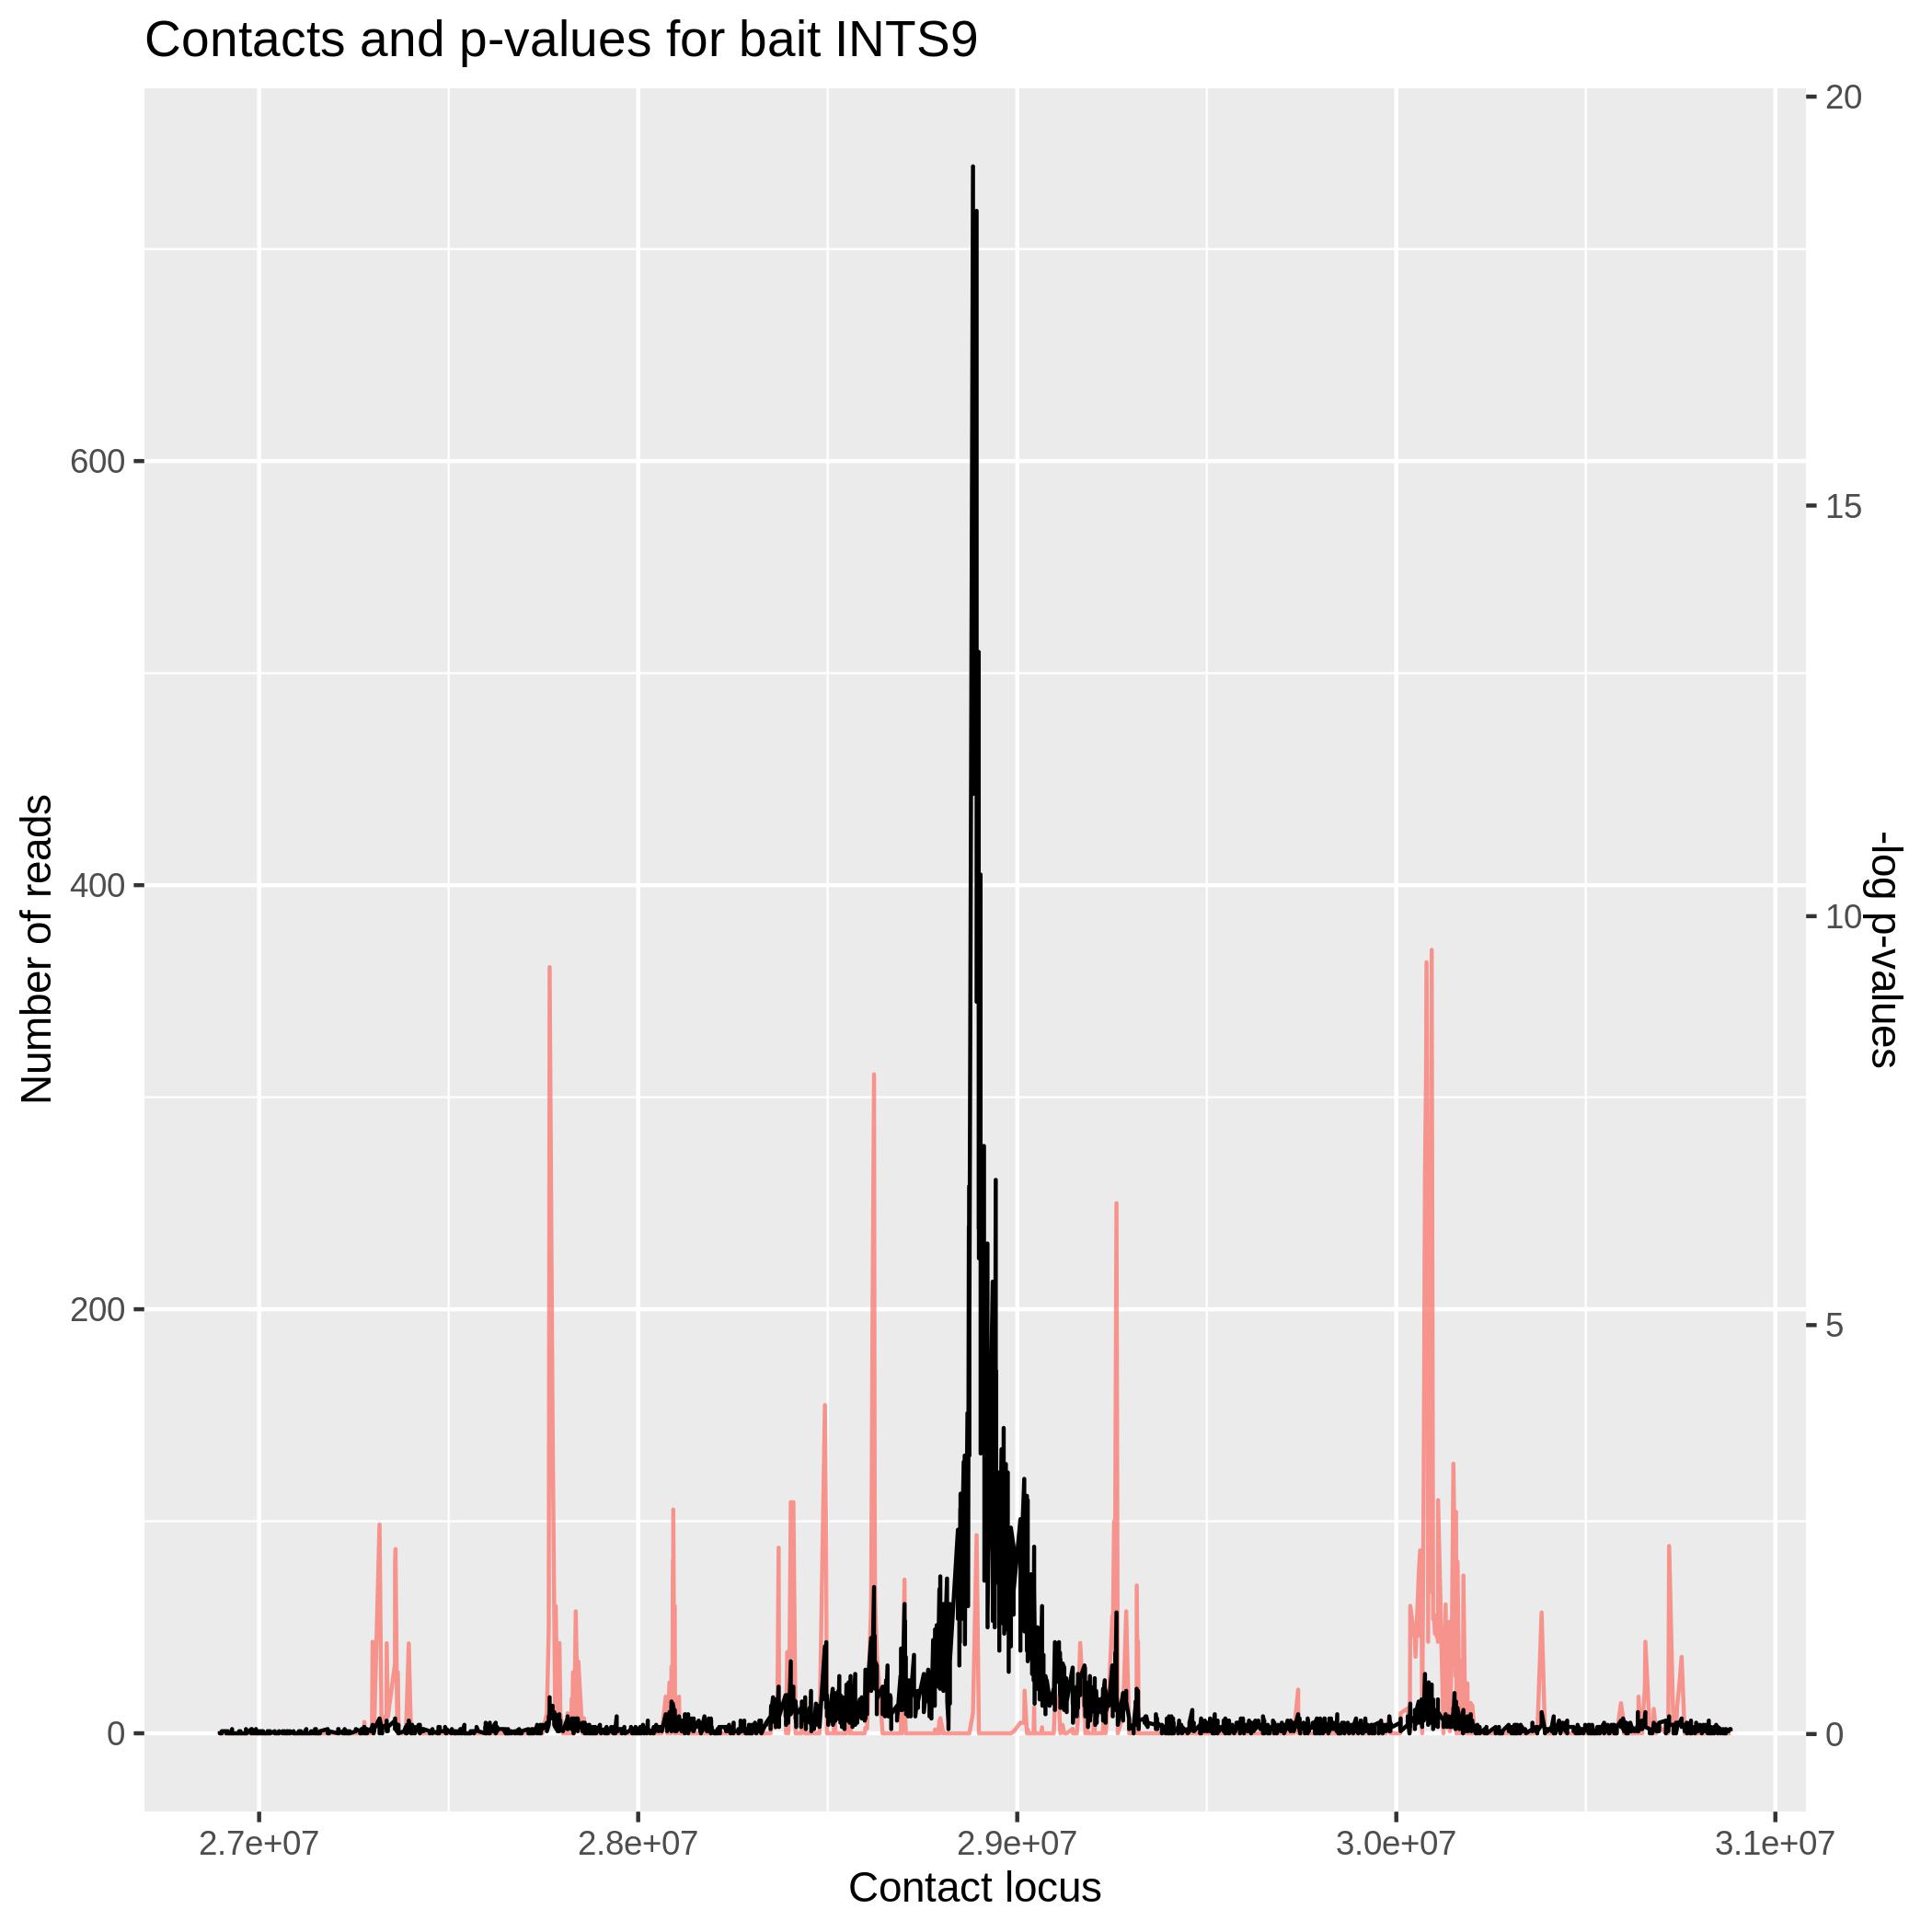 Contacts and p-values for bait INTS9
20
600
15
400
10
200
5
0
0
Number of reads
-log p-values
2.7e+07 2.8e+07 2.9e+07 3.0e+07 3.1e+07
Contact locus